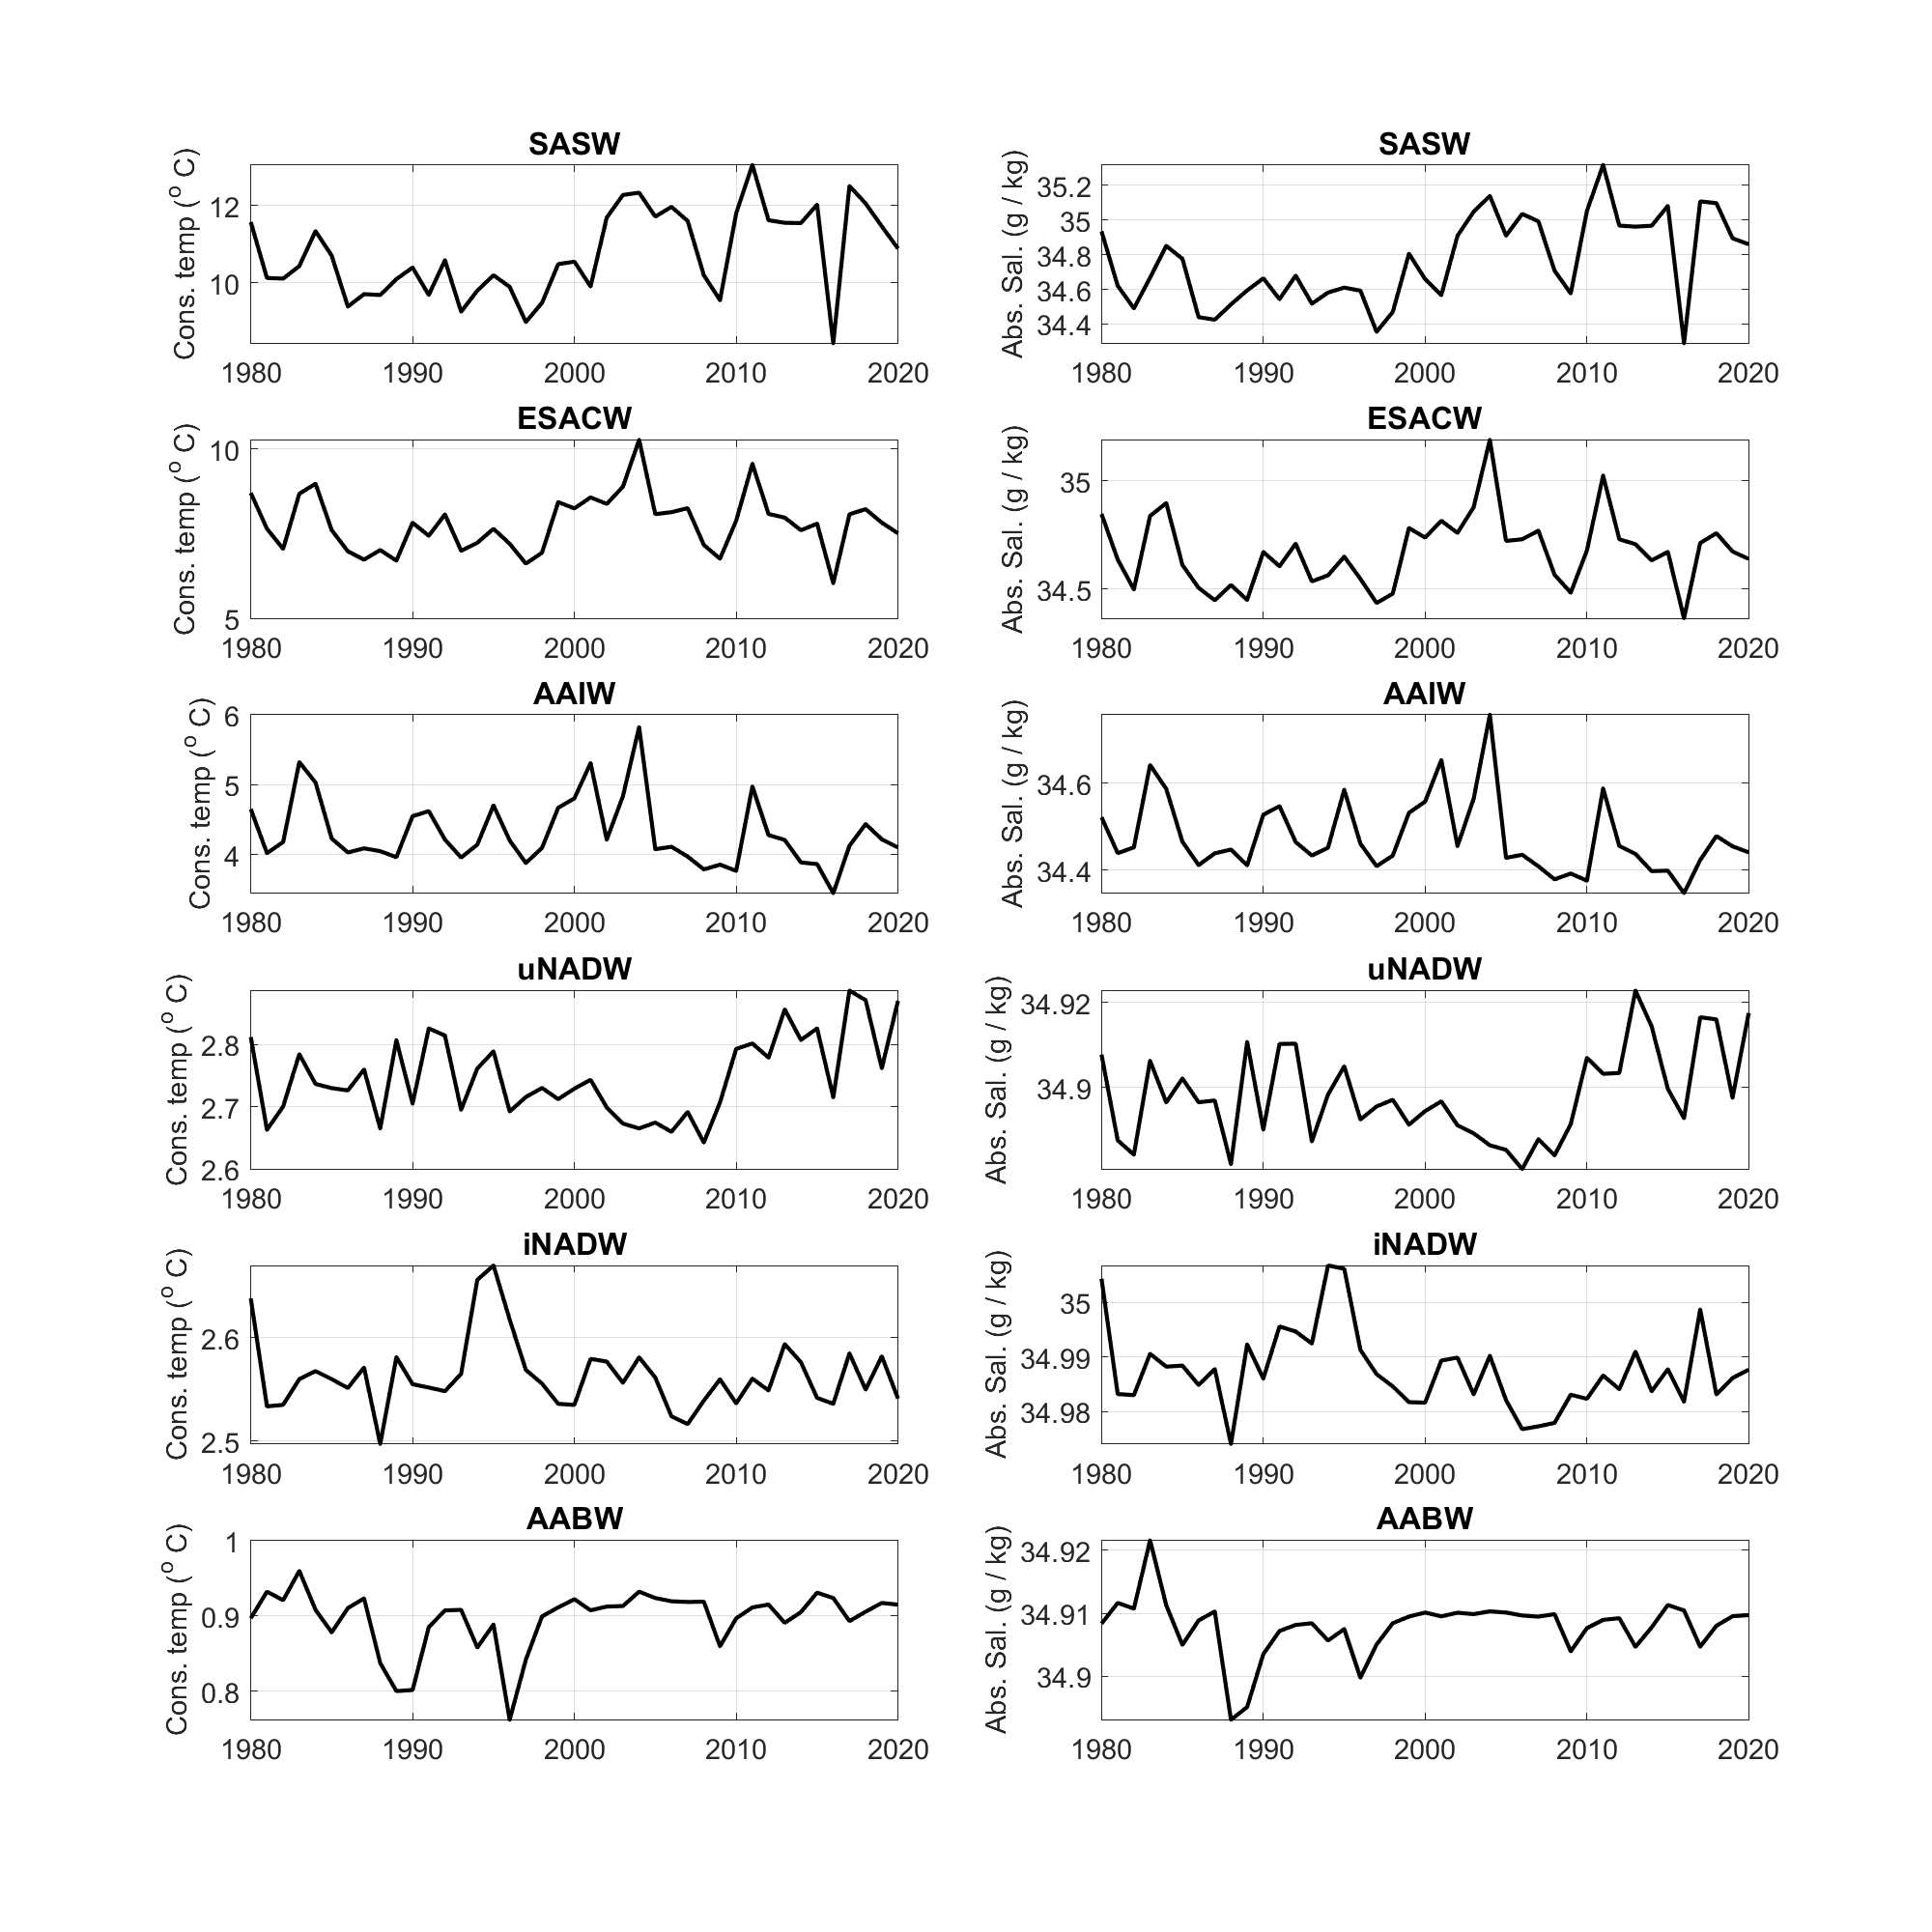 SASW
Cons. temp (° C)
12
10
1980 1990 2000 2010 2020
SASW
Abs. Sal. (g / kg)
35.2
35
34.8
34.6
34.4
1980 1990 2000 2010 2020
ESACW
Cons. temp (° C)
10
5
1980 1990 2000 2010 2020
ESACW
Abs. Sal. (g / kg)
35
34.5
1980 1990 2000 2010 2020
AAIW
Cons. temp (° C)
6
5
4
1980 1990 2000 2010 2020
AAIW
Abs. Sal. (g / kg)
34.6
34.4
1980 1990 2000 2010 2020
uNADW
Cons. temp (° C)
2.8
2.7
2.6
1980 1990 2000 2010 2020
uNADW
Abs. Sal. (g / kg)
34.92
34.9
1980 1990 2000 2010 2020
iNADW
Cons. temp (° C)
2.6
2.5
1980 1990 2000 2010 2020
iNADW
Abs. Sal. (g / kg)
35
34.99
34.98
1980 1990 2000 2010 2020
AABW
Cons. temp (° C)
1
0.9
0.8
1980 1990 2000 2010 2020
AABW
Abs. Sal. (g / kg)
34.92
34.91
34.9
1980 1990 2000 2010 2020